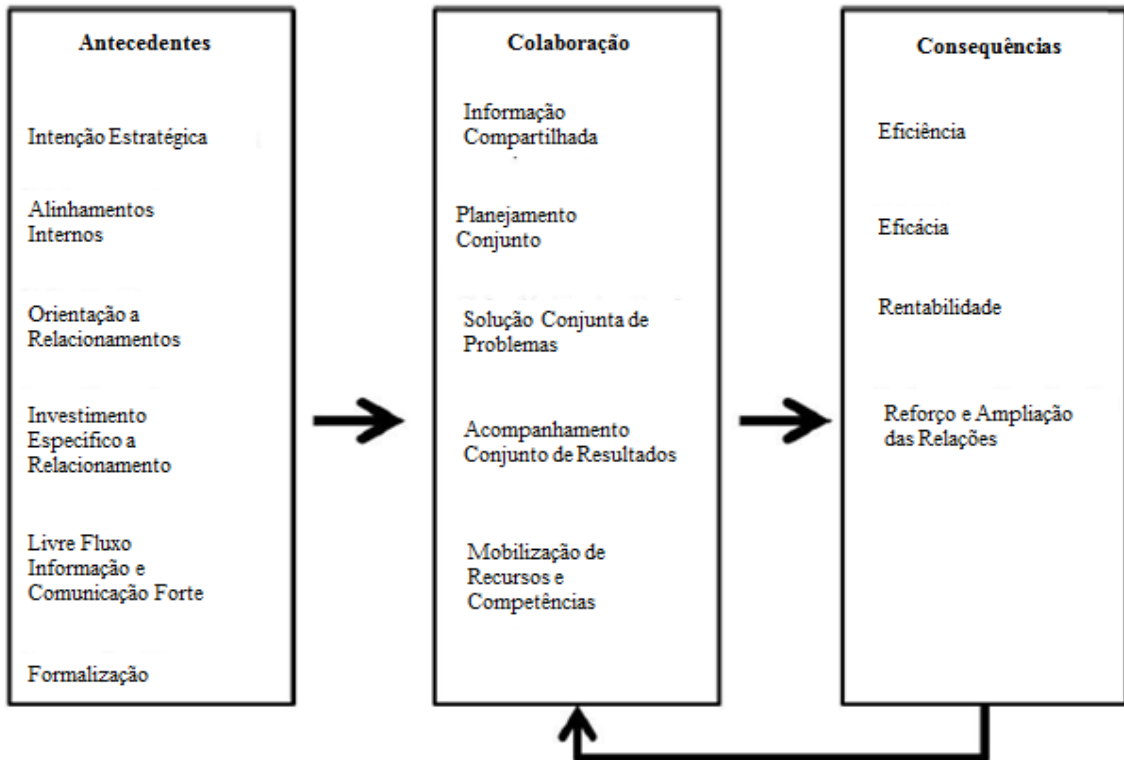 Antecedentes
Intenção Estratégica
Alinhamentos
Internos
Orientação a
Relacionamentos
Investimento
Especifico a
Relacionamento
Livre Fluxo
Informação e
Comunicação Forte
Formalização
Colaboração
Informação
Compartilhada
Planejamento
Conjunto
Solução Conjunta de
Problemas
Acompanhamento
Conjunto de Resultados
Mobilização de
Recursos e
Competências
Consequências
Eficiência
Eficácia
Rentabilidade
Reforço e Ampliação
das Relações